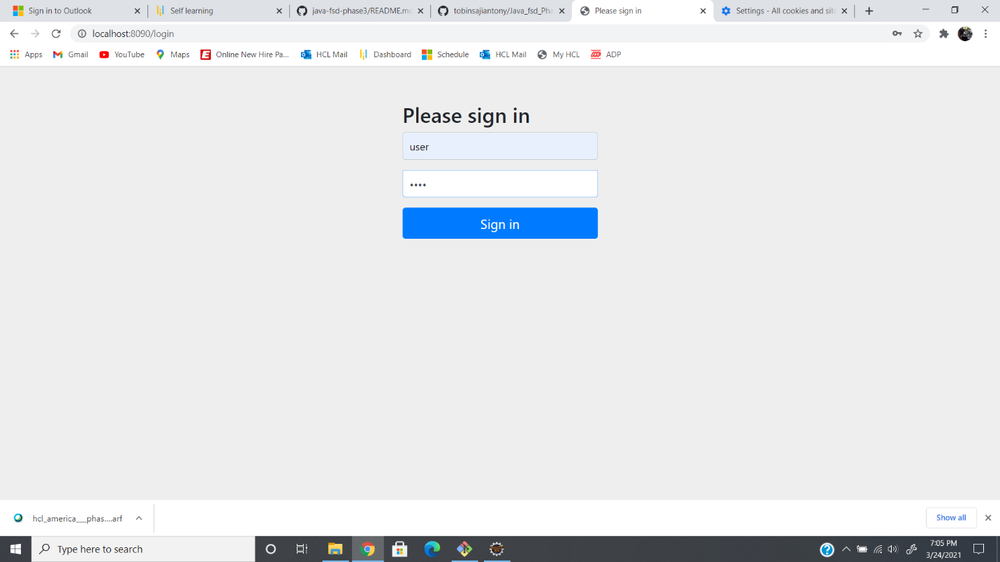 Sign in to Outlook
Self learning
java-fsd-phase3/README.md
tobinsajiantony/Java_fsd_Pha
Please sign in
Settings - All cookies and site
localhost:8090/login
Apps
Gmail
YouTube
Maps
Online New Hire Pa...
HCL Mail
Dashboard
Schedule
HCL Mail
My HCL
ADP
Please sign in
user
••••
Sign in
hcl_america___phas....arf
Show all
Type here to search
7:05 PM
3/24/2021